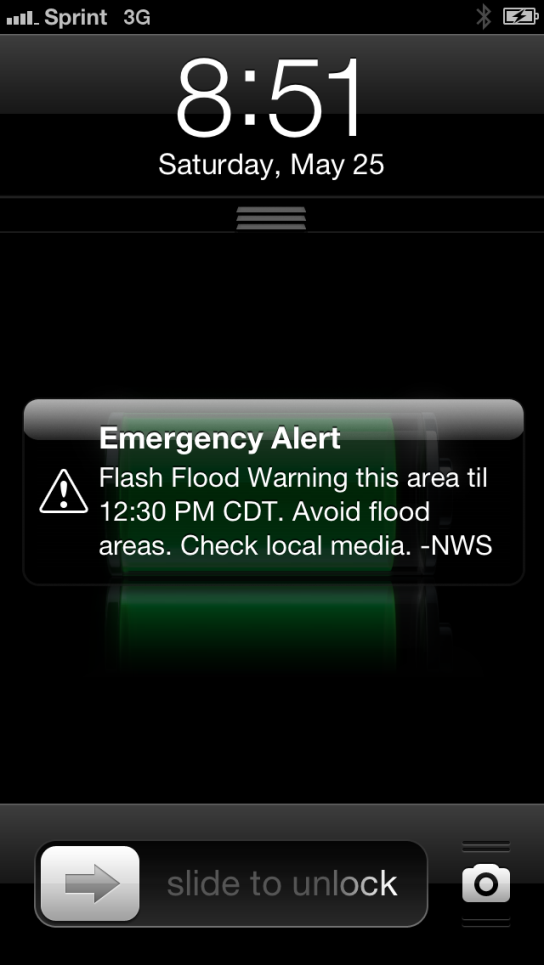 Sprint 3G
8:51
Saturday, May 25
Emergency Alert
Flash Flood Warning this area til
12:30 PM CDT. Avoid flood
areas. Check local media. -NWS
slide to unlock